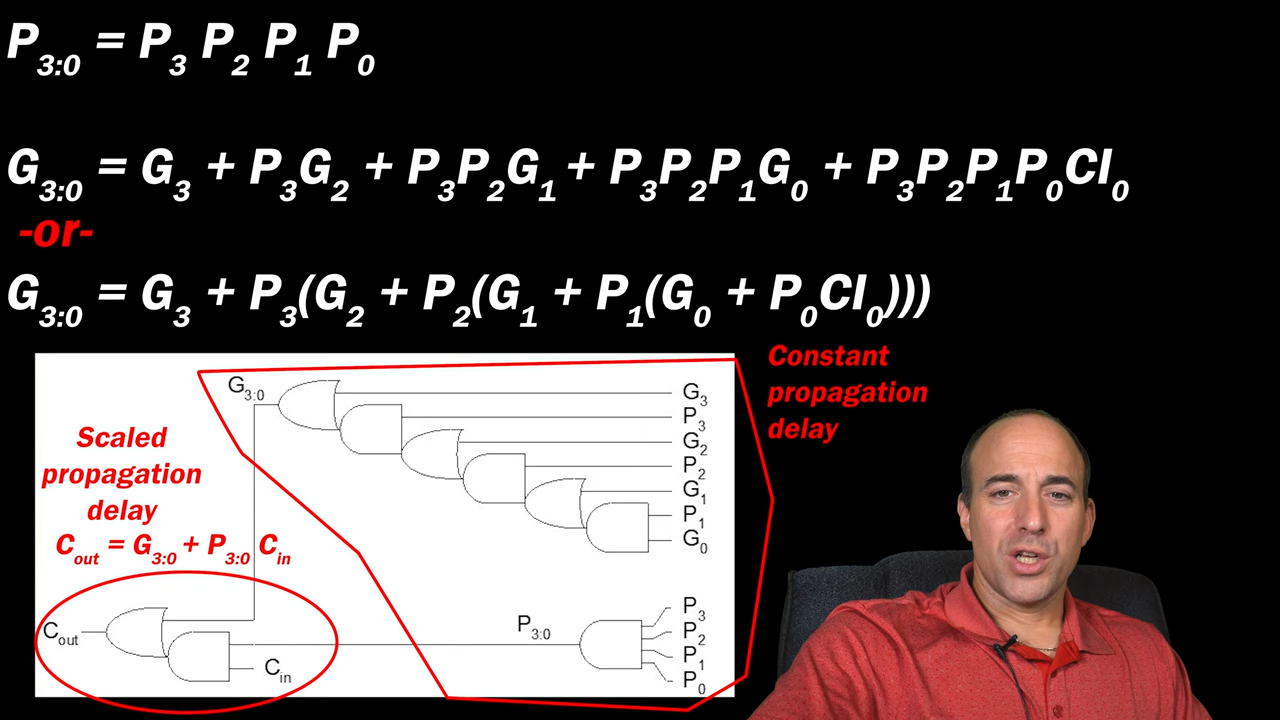 P3:0 = P3 P2 P1 P0
G3:0 = G3 + P3G2 + P3P2G1 + P3P2P1G0 + P3P2P1P0CI0
-or-
G3:0 = G3 + P3(G2 + P2(G1 + P1(G0 + P0CI0)))
Constant
propagation
delay
Scaled
propagation
delay
Cout = G3:0 + P3:0 Cin
G3:0
G3
P3
G2
P2
G1
P1
G0
Cout
Cin
P3:0
P3
P2
P1
P0